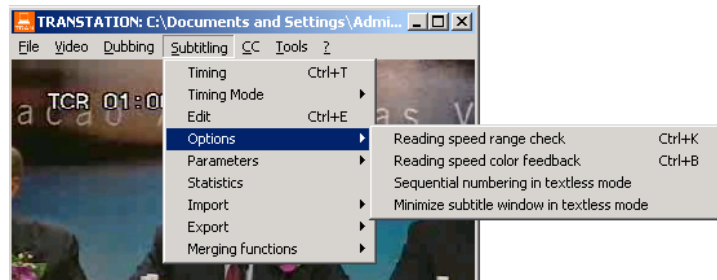 TRANSTATION: C:\Documents and Settings\Admi...
File Video Dubbing Subtitling CC Tools ?
Timing Ctrl+T
Timing Mode
Edit Ctrl+E
Options
Parameters
Statistics
Import
Export
Merging functions
Reading speed range check Ctrl+K
Reading speed color feedback Ctrl+B
Sequential numbering in textless mode
Minimize subtitle window in textless mode
TCR 01:0